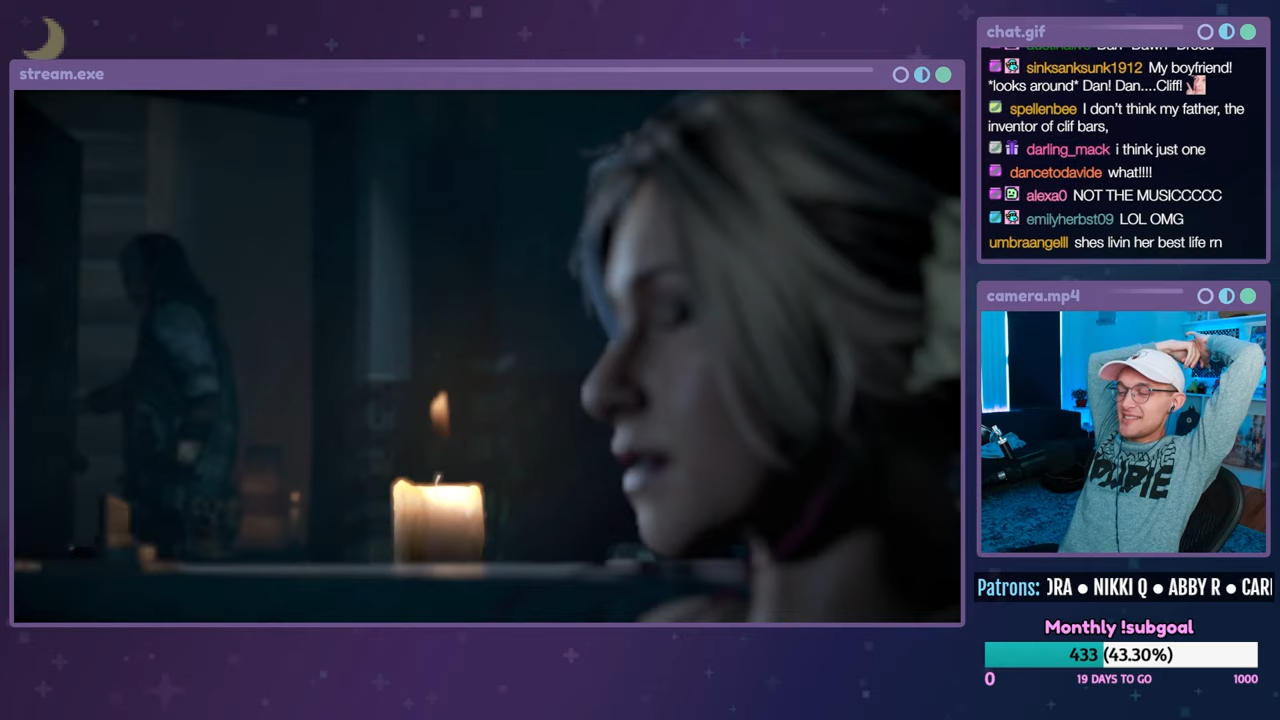 stream.exe
chat.gif
sinksanksunk1912 My boyfriend!
*looks around* Dan! Dan....Cliff!
spellenbee I don't think my father, the
inventor of clif bars,
darling_mack i think just one
dancetodavide what!!!!
alexa0 NOT THE MUSICCCCC
emilyherbst09 LOL OMG
umbraangelll shes livin her best life rn
camera.mp4
Patrons: JRA ● NIKKI Q ● ABBY R ● CARI
Monthly !subgoal
433 (43.30%)
0 19 DAYS TO GO 1000